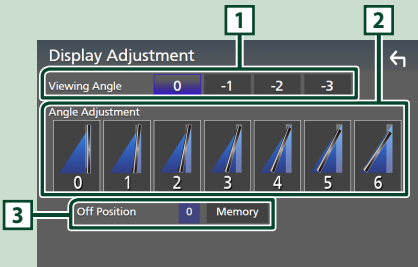 1 2
Display Adjustment
Viewing Angle 0 -1 -2 -3
Angle Adjustment
0 1 2 3 4 5 6
3 Off Position 0 Memory